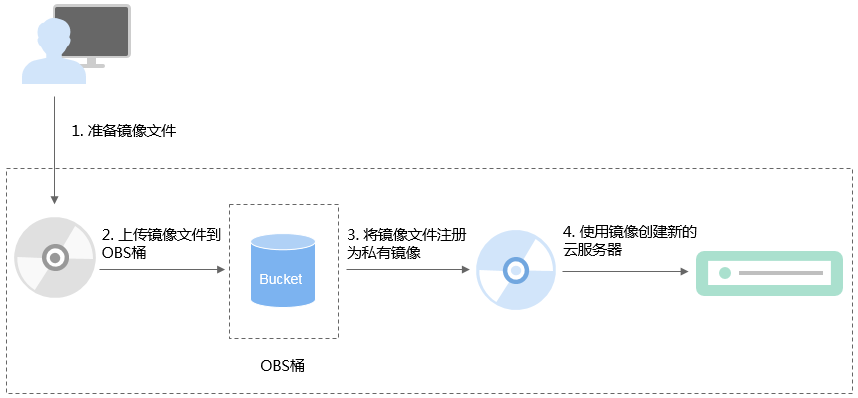 1. 准备镜像文件
2. 上传镜像文件到
OBS桶
Bucket
OBS桶
3. 将镜像文件注册
为私有镜像
4. 使用镜像创建新的
云服务器